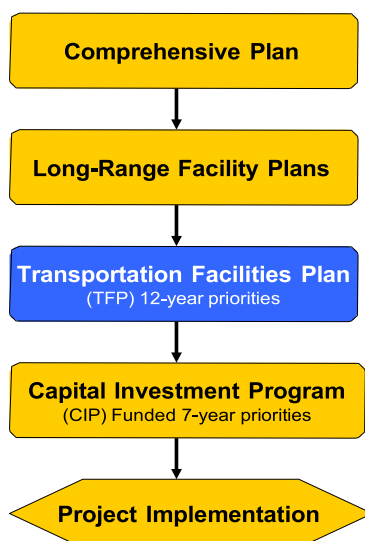 Comprehensive Plan
Long-Range Facility Plans
Transportation Facilities Plan
(TFP) 12-year priorities
Capital Investment Program
(CIP) Funded 7-year priorities
Project Implementation